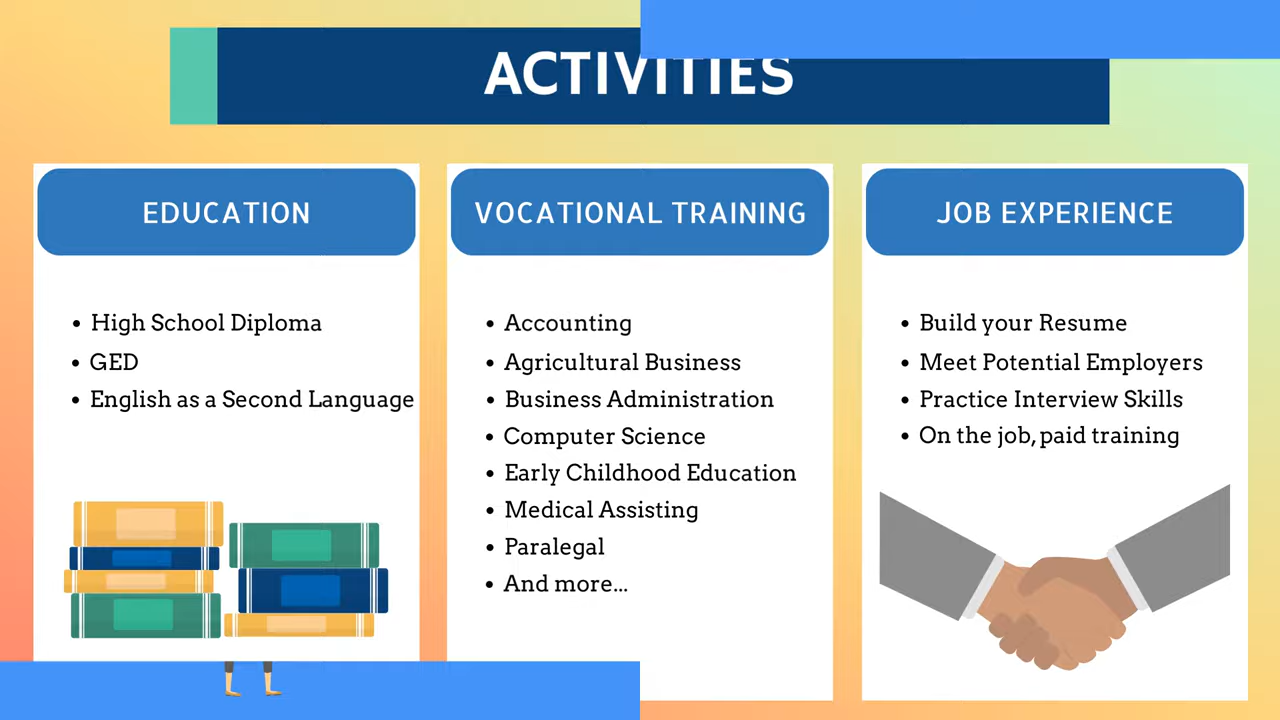 ACTIVITIES
EDUCATION
• High School Diploma
• GED
• English as a Second Language
VOCATIONAL TRAINING
• Accounting
• Agricultural Business
• Business Administration
• Computer Science
• Early Childhood Education
• Medical Assisting
• Paralegal
• And more...
JOB EXPERIENCE
• Build your Resume
• Meet Potential Employers
• Practice Interview Skills
• On the job, paid training